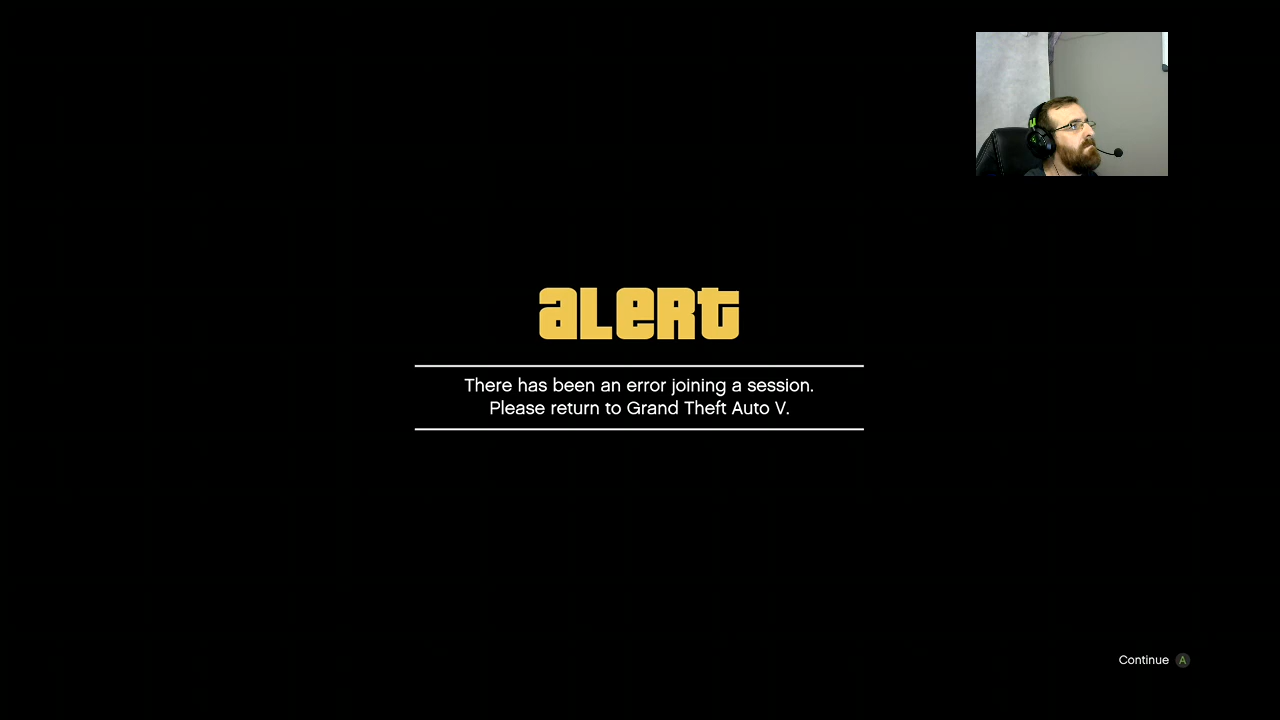 alert
There has been an error joining a session.
Please return to Grand Theft Auto V.
Continue A